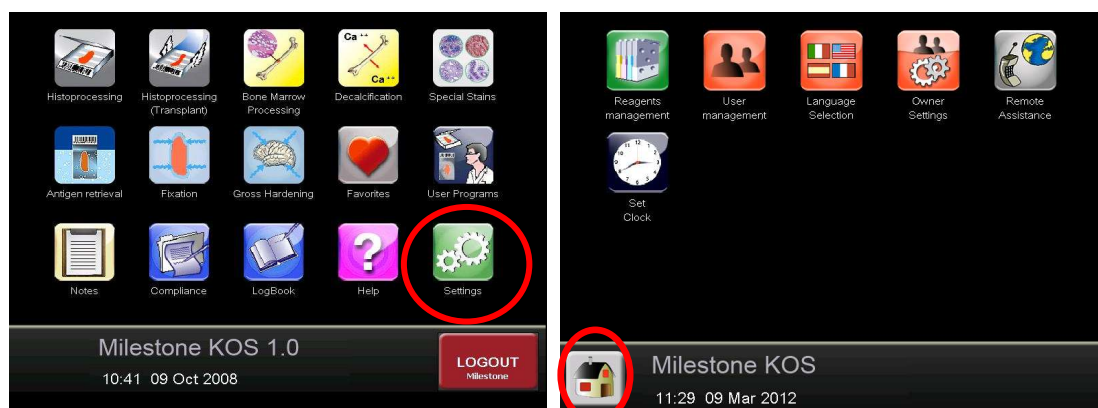 Histoprocessing
Histoprocessing
(Transplant)
Bone Marrow
Processing
Ca ++
Ca ++
Decalcification
Special Stains
Antigen retrieval
Fixation
Gross Hardening
Favorites
User Programs
Notes
Compliance
LogBook
?
Help
Settings
Milestone KOS 1.0
10:41 09 Oct 2008
LOGOUT
Milestone
Reagents
management
User
management
Language
Selection
Owner
Settings
Remote
Assistance
Set
Clock
Milestone KOS
11:29 09 Mar 2012